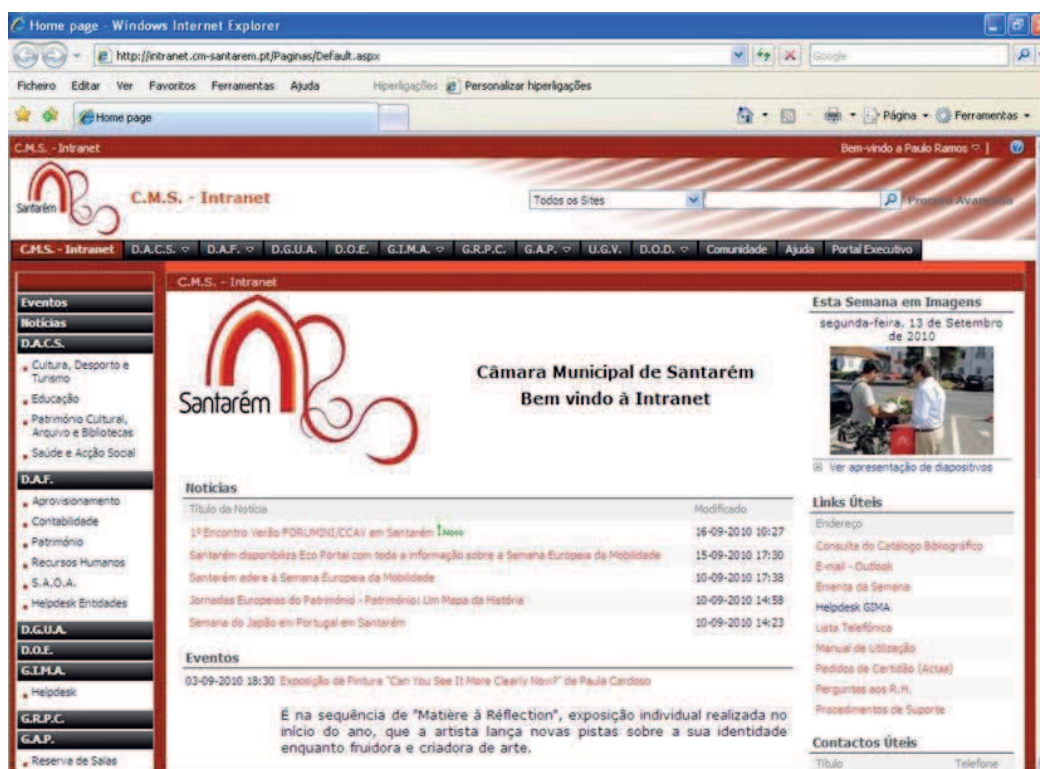 Home page - Windows Internet Explorer
http://intranet.cm-santarem.pt/Paginas/Default.aspx
Google
Ficheiro Editar Ver Favoritos Ferramentas Ajuda Hiperligações Personalizar hiperligações
Home page
Página Ferramentas
C.M.S. - Intranet
Bem-vindo a Paulo Ramos
Santarém
C.M.S. - Intranet
Todos os Sites
C.M.S. - Intranet D.A.C.S. D.A.F. D.G.U.A. D.O.E. G.I.M.A. G.R.P.C. G.A.P. U.G.V. D.O.D. Comunidade Ajuda Portal Executivo
Eventos
Notícias
D.A.C.S.
Cultura, Desporto e
Turismo
Educação
Património Cultural,
Arquivo e Bibliotecas
Saúde e Acção Social
D.A.F.
Aprovisionamento
Contabilidade
Património
Recursos Humanos
S.A.O.A.
Helpdesk Entidades
D.G.U.A.
D.O.E.
G.I.M.A.
Helpdesk
G.R.P.C.
G.A.P.
Reserva de Salas
C.M.S. - Intranet
Santarém
Câmara Municipal de Santarém
Bem vindo à Intranet
Notícias
Título da Notícia Modificado
1º Encontro Verão FORUMINI/CCAV em Santarém ! Novo 16-09-2010 10:27
Santarém disponibiliza Eco Portal com toda a informação sobre a Semana Europeia da Mobilidade 15-09-2010 17:30
Santarém adere à Semana Europeia da Mobilidade 10-09-2010 17:38
Jornadas Europeias do Património - Património: Um Mapa da História 10-09-2010 14:58
Semana do Japão em Portugal em Santarém 10-09-2010 14:23
Eventos
03-09-2010 18:30 Exposição de Pintura "Can You See It More Clearly Now?" de Paula Cardoso
É na sequência de "Matière à Réflection", exposição individual realizada no
início do ano, que a artista lança novas pistas sobre a sua identidade
enquanto fruidora e criadora de arte.
Esta Semana em Imagens
segunda-feira, 13 de Setembro
de 2010
Ver apresentação de diapositivos
Links Úteis
Endereço
Consulta do Catálogo Bibliográfico
E-mail - Outlook
Ementa da Semana
Helpdesk GIMA
Lista Telefónica
Manual de Utilização
Pedidos de Certidão (Actas)
Perguntas aos R.H.
Procedimentos de Suporte
Contactos Úteis
Título Telefone